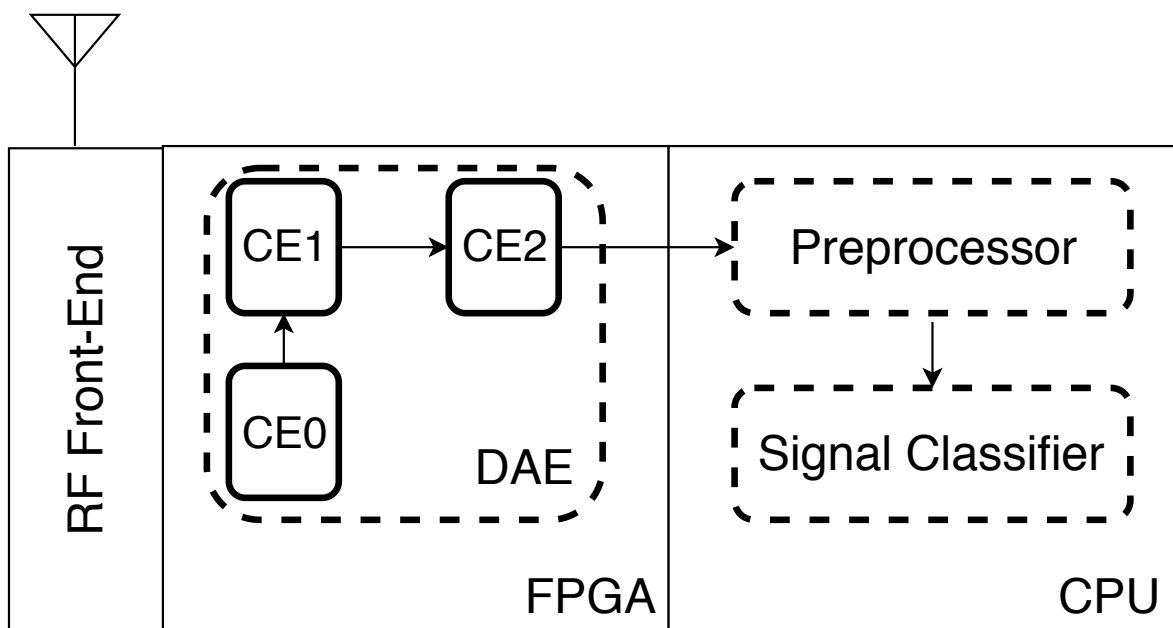 RF Front-End
CE1
CE2
CE0
DAE
FPGA
Preprocessor
Signal Classifier
CPU